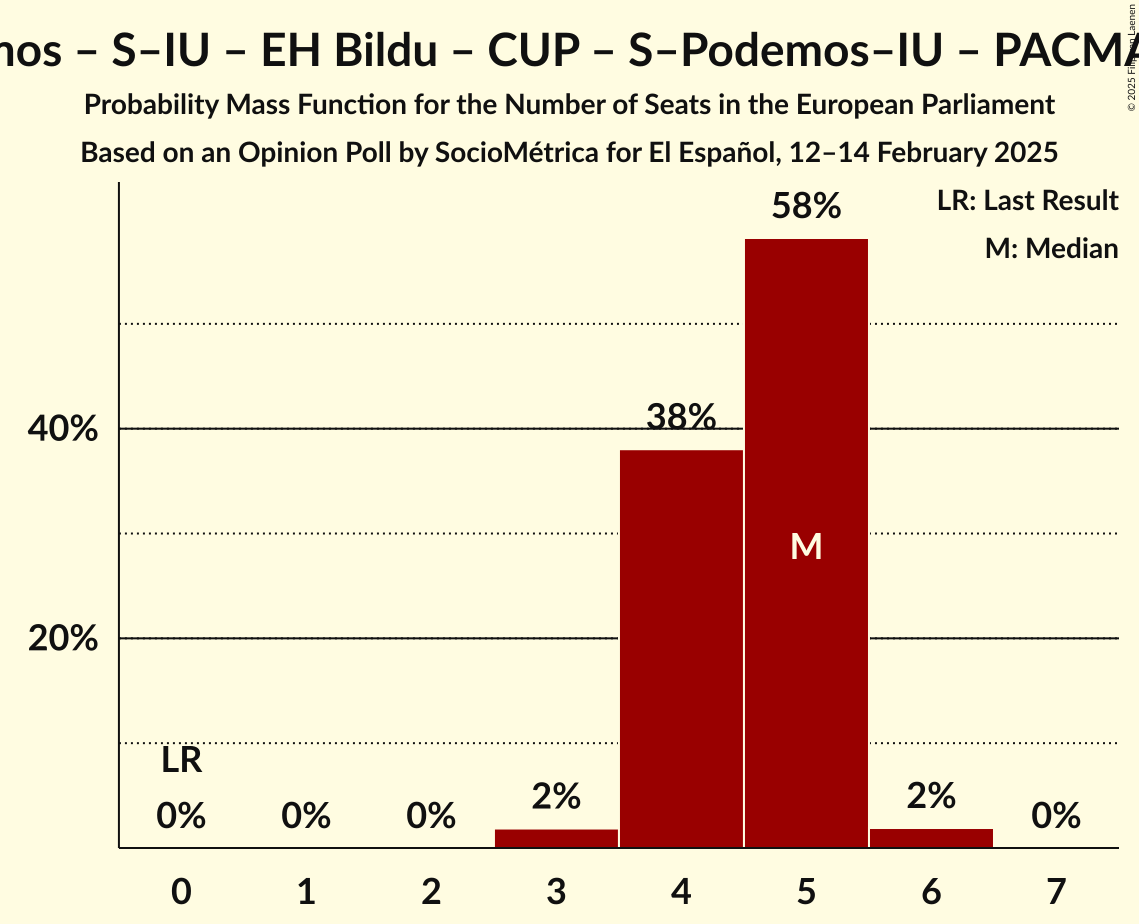 – S–IU – EH Bildu – CUP – S–Podemos–IU –
Probability Mass Function for the Number of Seats in the European Parliament
Based on an Opinion Poll by SocioMétrica for El Español, 12–14 February 2025
LR: Last Result
M: Median
58%
40%
38%
M
20%
LR
0% 0% 0% 2% 2% 0%
0 1 2 3 4 5 6 7